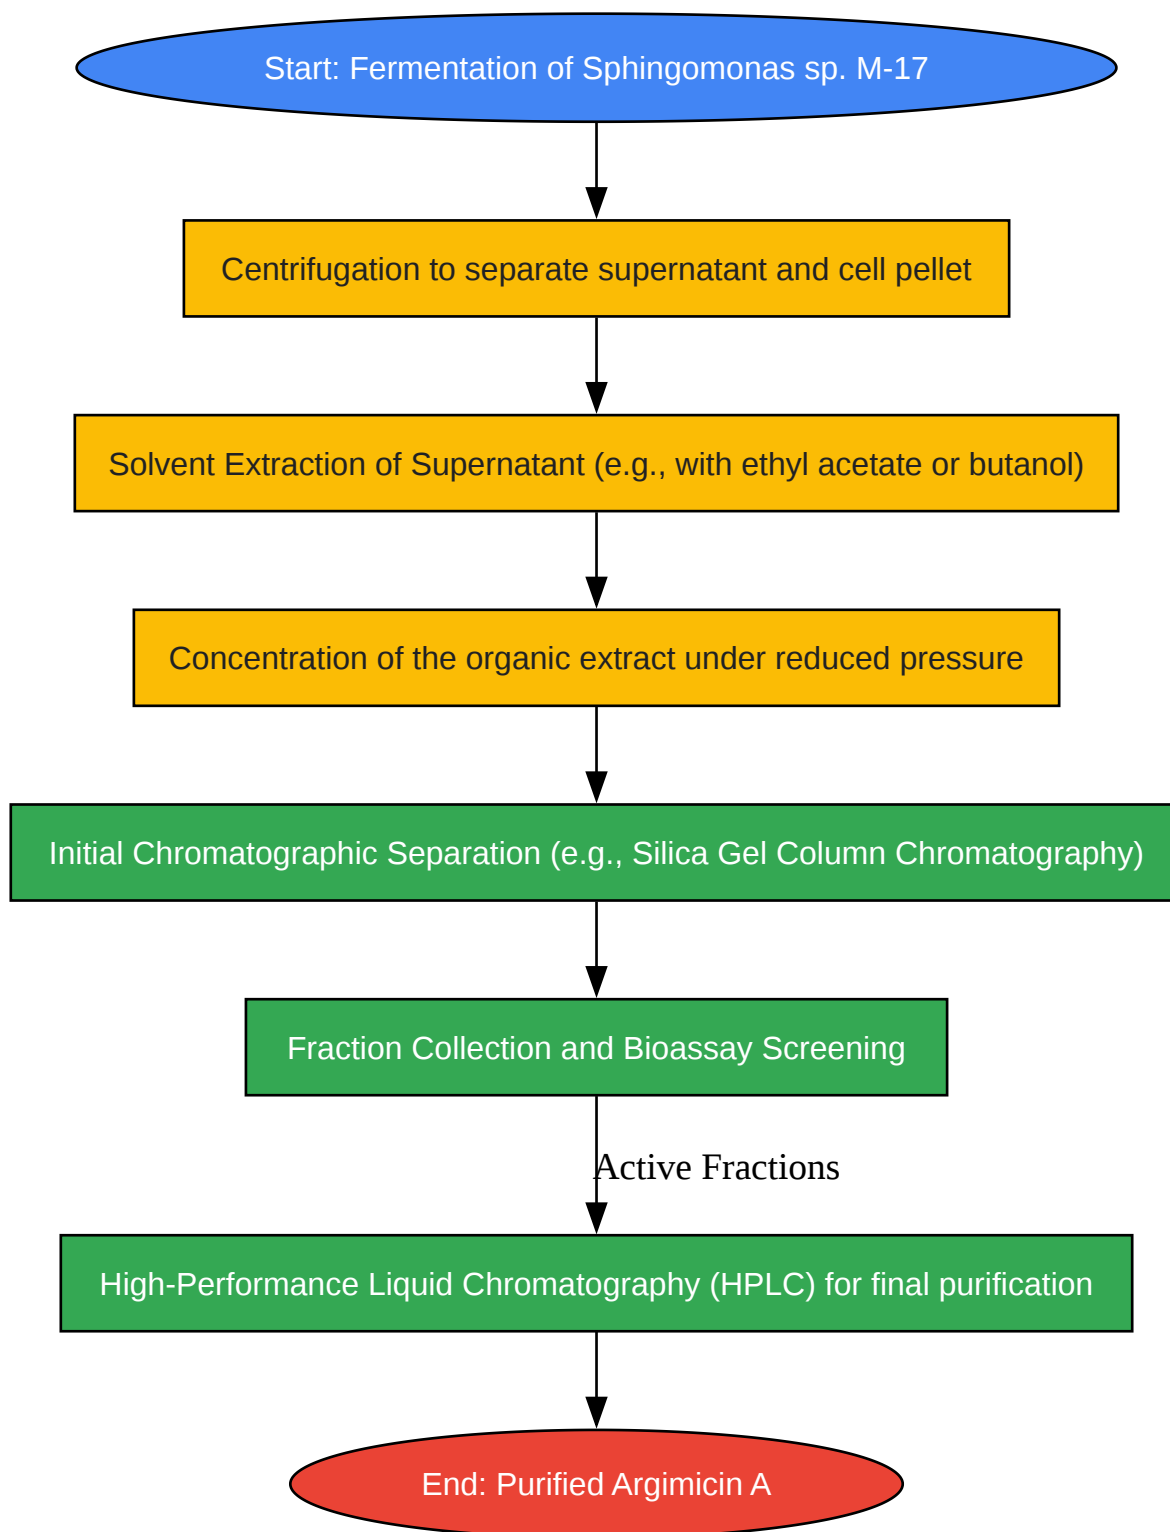 Start: Fermentation of Sphingomonas sp. M-17
Centrifugation to separate supernatant and cell pellet
Solvent Extraction of Supernatant (e.g., with ethyl acetate or butanol)
Concentration of the organic extract under reduced pressure
Initial Chromatographic Separation (e.g., Silica Gel Column Chromatography)
Fraction Collection and Bioassay Screening
Active Fractions
High-Performance Liquid Chromatography (HPLC) for final purification
End: Purified Argimicin A